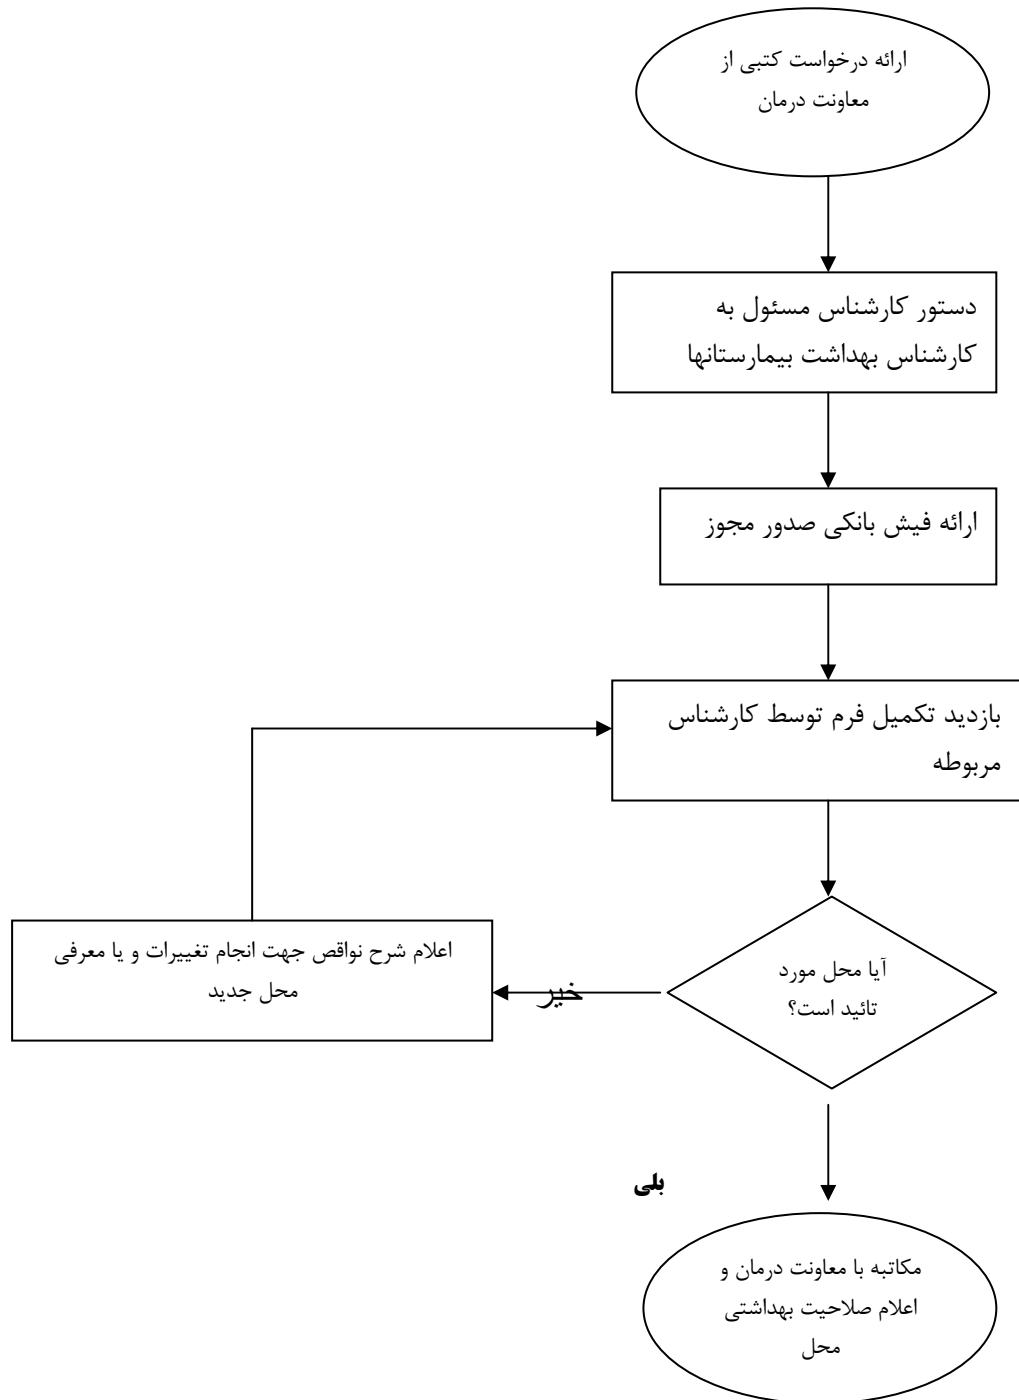 ارائه درخواست کتبی از
معاونت درمان
دستور کارشناس مسئول به
کارشناس بهداشت بیمارستانها
ارائه فیش بانکی صدور مجوز
بازدید تکمیل فرم توسط کارشناس
مربوطه
آیا محل مورد
تائید است؟
خیر
اعلام شرح نواقص جهت انجام تغییرات و یا معرفی
محل جدید
بلی
مکاتبه با معاونت درمان و
اعلام صلاحیت بهداشتی
محل